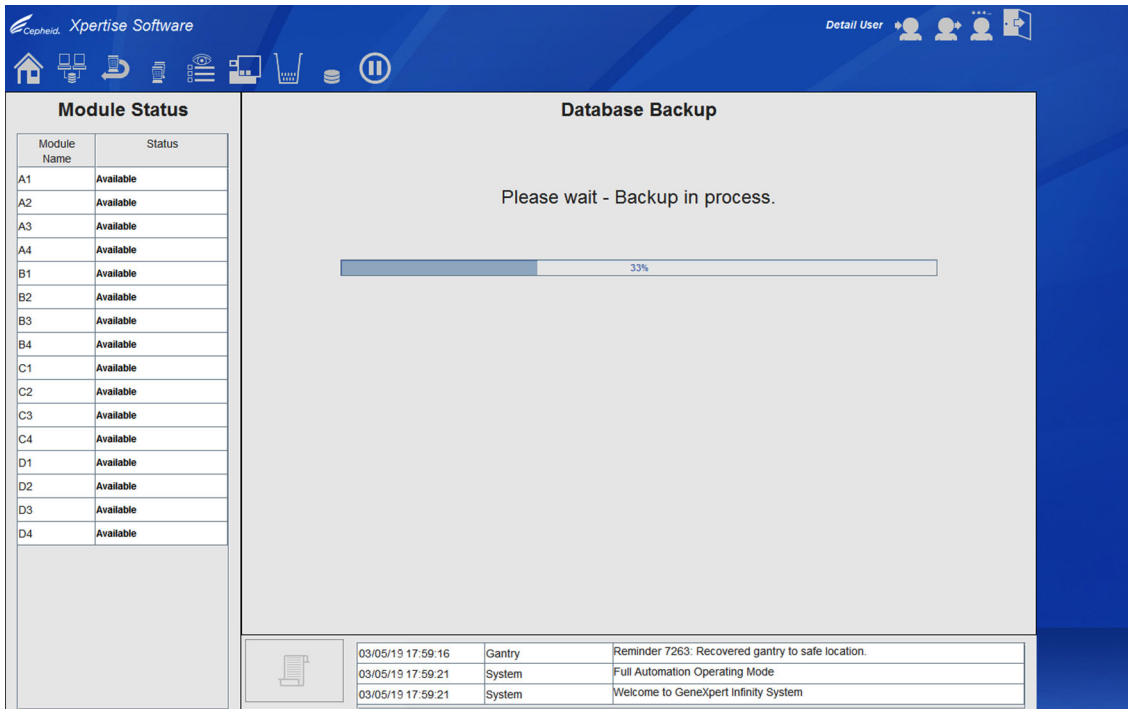 Cepheid. Xpertise Software
Detail User
Module Status
Database Backup
Module Name
Status
A1 Available
A2 Available
A3 Available
A4 Available
B1 Available
B2 Available
B3 Available
B4 Available
C1 Available
C2 Available
C3 Available
C4 Available
D1 Available
D2 Available
D3 Available
D4 Available
Please wait - Backup in process.
33%
03/05/19 17:59:16 Gantry Reminder 7263: Recovered gantry to safe location.
03/05/19 17:59:21 System Full Automation Operating Mode
03/05/19 17:59:21 System Welcome to GeneXpert Infinity System